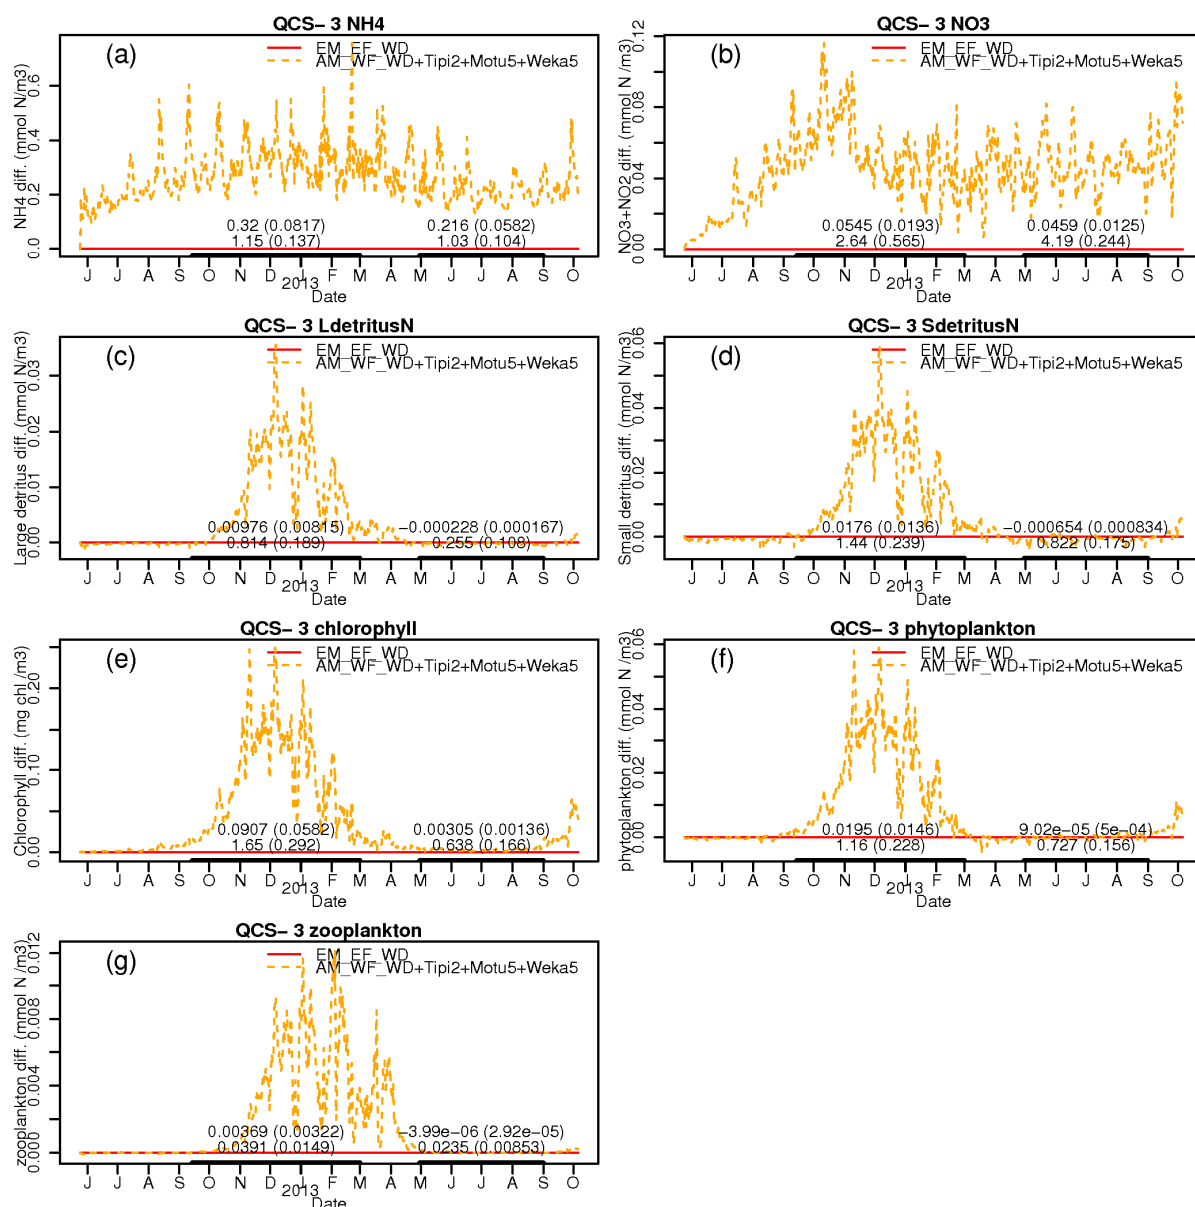 QCS− 3 NH4
(a)
EM_EF_WD
AM_WF_WD+Tipi2+Motu5+Weka5
NH4 diff. (mmol N/m3)
0.0 0.2 0.4 0.6
0.32 (0.0817) 0.216 (0.0582)
1.15 (0.137) 1.03 (0.104)
J J A S O N D J F M A M J J A S O
2013
Date
QCS− 3 NO3
(b)
EM_EF_WD
AM_WF_WD+Tipi2+Motu5+Weka5
NO3+NO2 diff. (mmol N /m3)
0.00 0.04 0.08 0.12
0.0545 (0.0193) 0.0459 (0.0125)
2.64 (0.565) 4.19 (0.244)
J J A S O N D J F M A M J J A S O
2013
Date
QCS− 3 LdetritusN
(c)
EM_EF_WD
AM_WF_WD+Tipi2+Motu5+Weka5
Large detritus diff. (mmol N/m3)
0.00 0.01 0.02 0.03
0.00976 (0.00815) −0.000228 (0.000167)
0.814 (0.189) 0.255 (0.108)
J J A S O N D J F M A M J J A S O
2013
Date
QCS− 3 SdetritusN
(d)
EM_EF_WD
AM_WF_WD+Tipi2+Motu5+Weka5
Small detritus diff. (mmol N/m3)
0.00 0.02 0.04 0.06
0.0176 (0.0136) −0.000654 (0.000834)
1.44 (0.239) 0.822 (0.175)
J J A S O N D J F M A M J J A S O
2013
Date
QCS− 3 chlorophyll
(e)
EM_EF_WD
AM_WF_WD+Tipi2+Motu5+Weka5
Chlorophyll diff. (mg chl /m3)
0.00 0.10 0.20
0.0907 (0.0582) 0.00305 (0.00136)
1.65 (0.292) 0.638 (0.166)
J J A S O N D J F M A M J J A S O
2013
Date
QCS− 3 phytoplankton
(f)
EM_EF_WD
AM_WF_WD+Tipi2+Motu5+Weka5
phytoplankton diff. (mmol N /m3)
0.00 0.02 0.04 0.06
0.0195 (0.0146) 9.02e−05 (5e−04)
1.16 (0.228) 0.727 (0.156)
J J A S O N D J F M A M J J A S O
2013
Date
QCS− 3 zooplankton
(g)
EM_EF_WD
AM_WF_WD+Tipi2+Motu5+Weka5
zooplankton diff. (mmol N /m3)
0.000 0.004 0.008 0.012
0.00369 (0.00322) −3.99e−06 (2.92e−05)
0.0391 (0.0149) 0.0235 (0.00853)
J J A S O N D J F M A M J J A S O
2013
Date